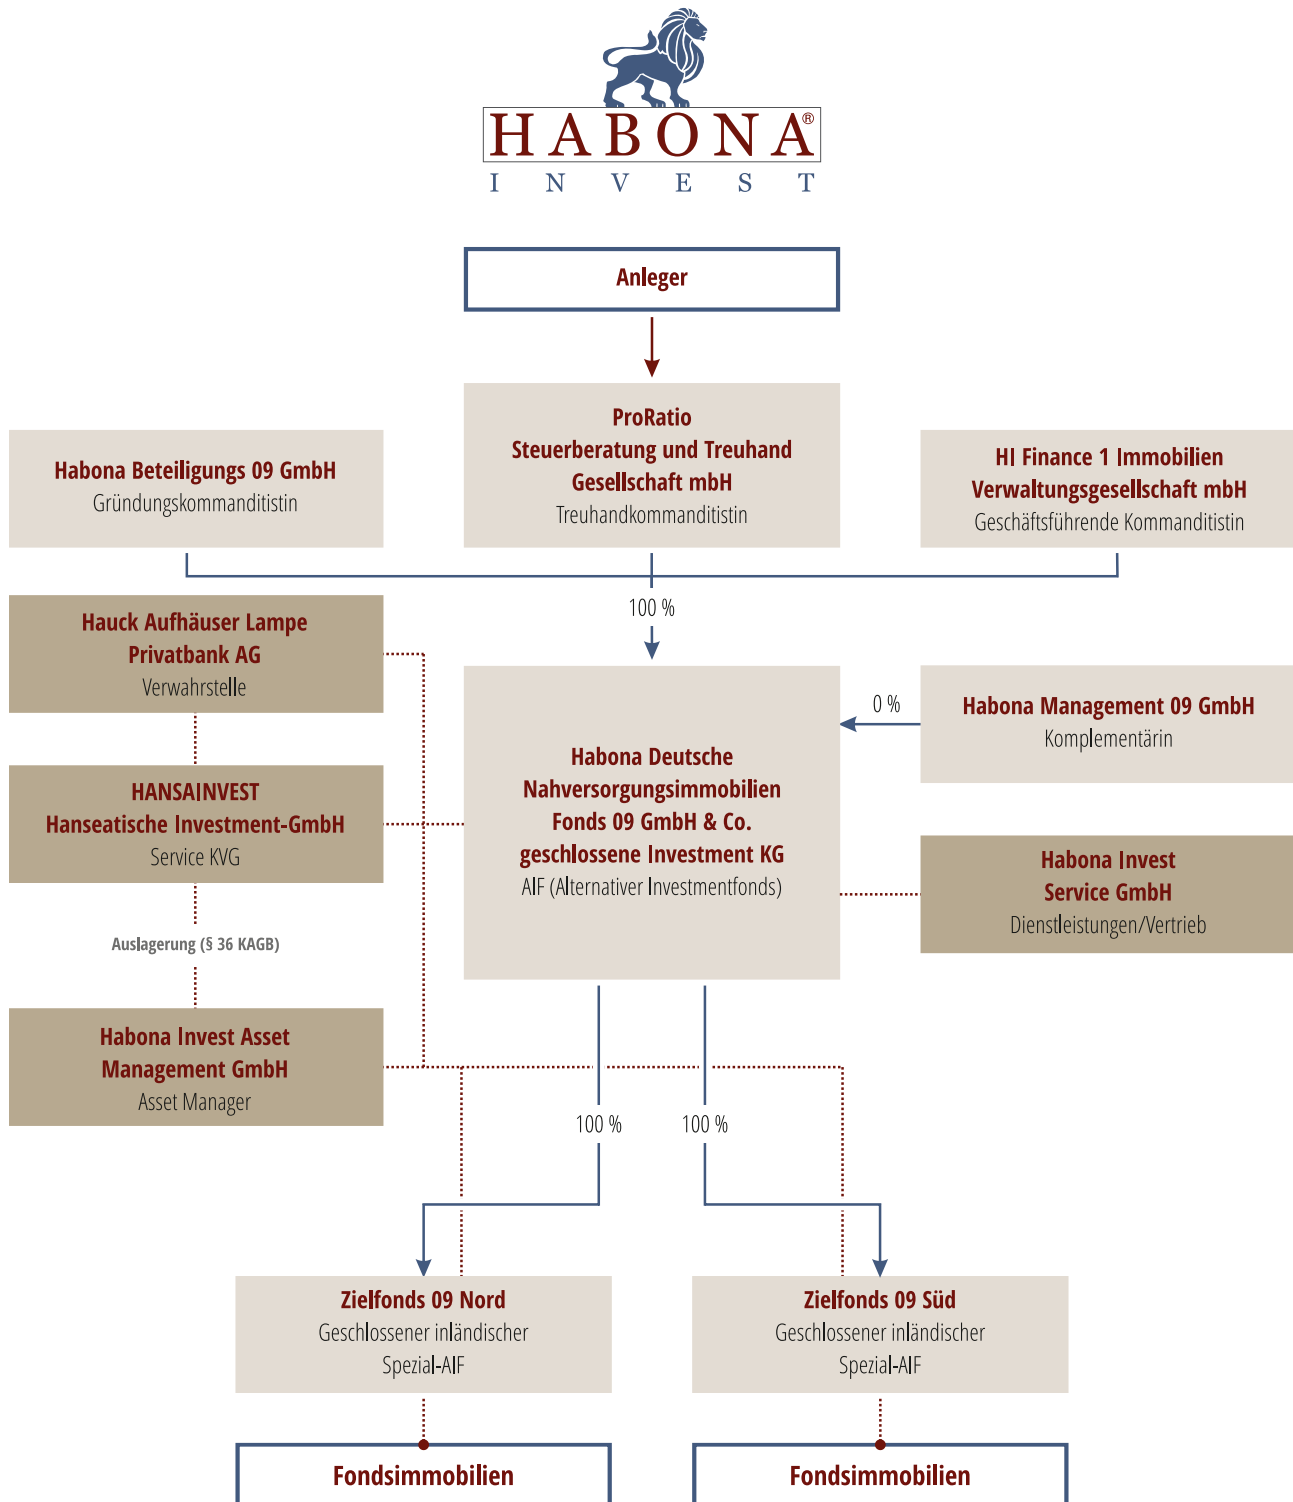 HABONA®
INVEST
Anleger
ProRatio
Steuerberatung und Treuhand
Gesellschaft mbH
Treuhandkommanditistin
Habona Beteiligungs 09 GmbH
Gründungskommanditistin
HI Finance 1 Immobilien
Verwaltungsgesellschaft mbH
Geschäftsführende Kommanditistin
100 %
Hauck Aufhäuser Lampe
Privatbank AG
Verwahrstelle
0 %
Habona Management 09 GmbH
Komplementärin
Habona Deutsche
Nahversorgungsimmobilien
Fonds 09 GmbH & Co.
geschlossene Investment KG
AIF (Alternativer Investmentfonds)
HANSAINVEST
Hanseatische Investment-GmbH
Service KVG
Habona Invest
Service GmbH
Dienstleistungen/Vertrieb
Auslagerung (§ 36 KAGB)
Habona Invest Asset
Management GmbH
Asset Manager
100 %
100 %
Zielfonds 09 Nord
Geschlossener inländischer
Spezial-AIF
Zielfonds 09 Süd
Geschlossener inländischer
Spezial-AIF
Fondsimmobilien
Fondsimmobilien